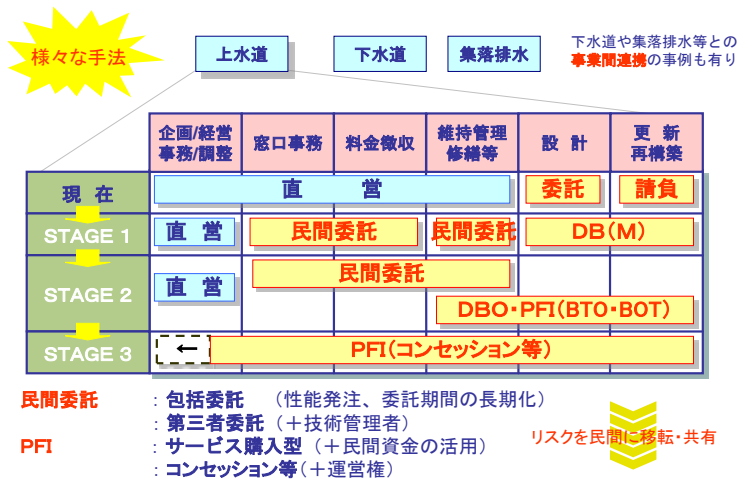 様々な手法
上水道
下水道
集落排水
下水道や集落排水等との
事業間連携の事例も有り
企画/経営
事務/調整
窓口事務
料金徴収
維持管理
修繕等
設 計
更 新
再構築
現 在
直 営
委託
請負
STAGE 1
直 営
民間委託
民間委託
DB(M)
STAGE 2
直 営
民間委託
DBO・PFI(BTO・BOT)
STAGE 3
←
PFI(コンセッション等)
民間委託 : 包括委託 (性能発注、委託期間の長期化)
: 第三者委託 (+技術管理者)
PFI : サービス購入型 (+民間資金の活用)
: コンセッション等(+運営権)
リスクを民間に移転・共有